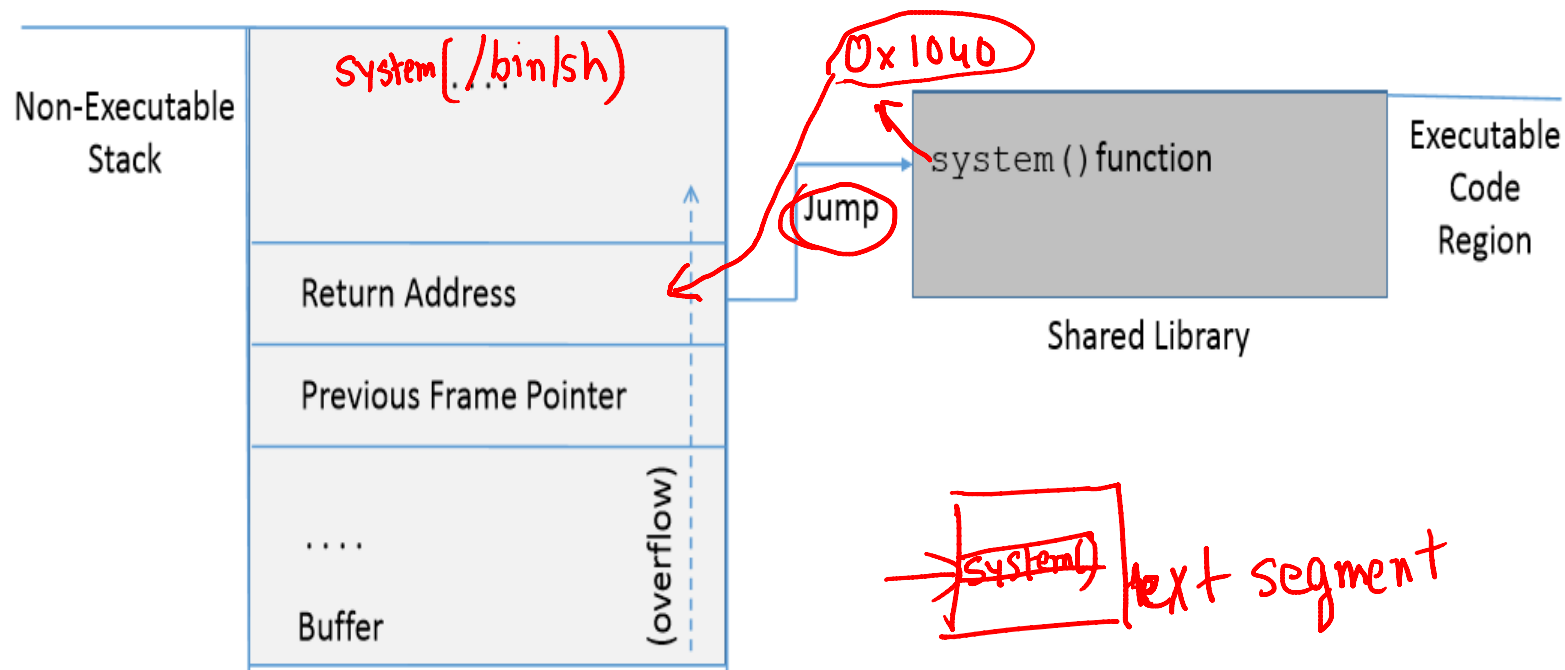 system(./bin/sh)
....
0x1040
Non-Executable
Stack
system() function
Executable
Code
Region
Jump
Return Address
Shared Library
Previous Frame Pointer
(overflow)
....
Buffer
system()
text segment